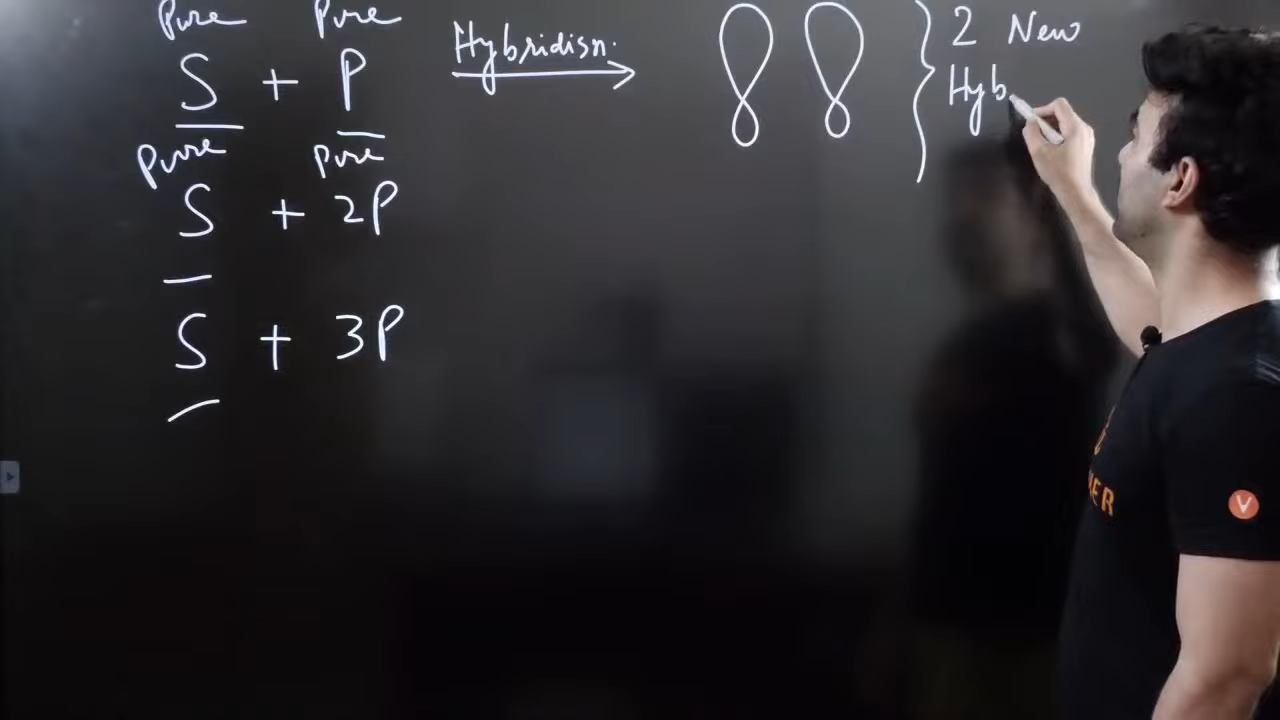 Pure Pure
S + P Hybridisn. 2 New
Hyb
Pure Pure
S + 2P
S + 3P
V